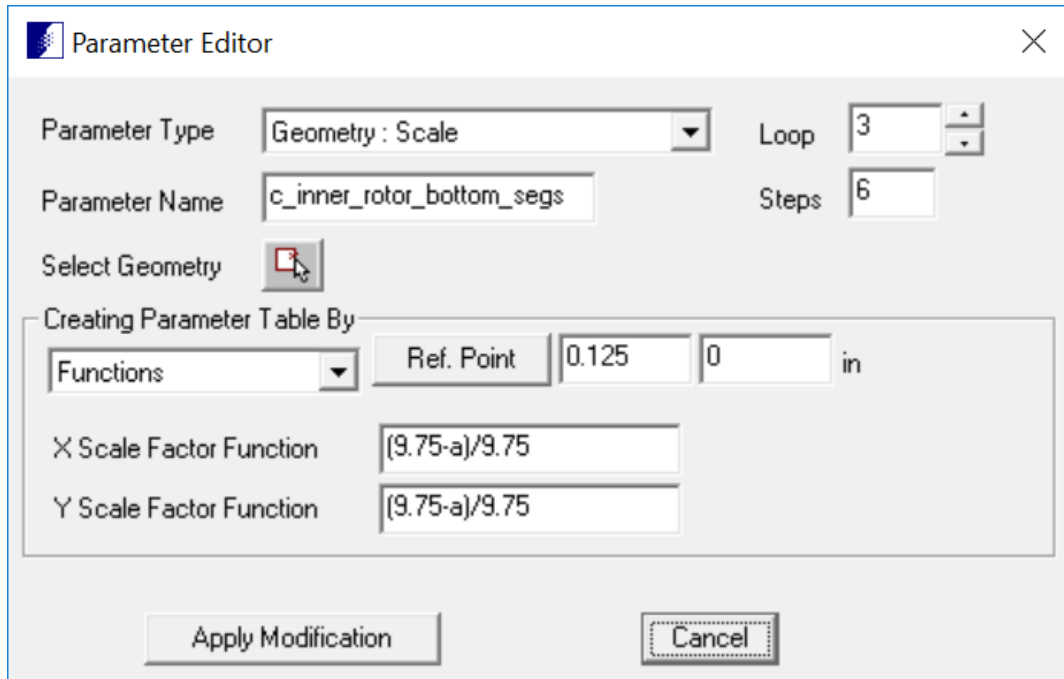 Parameter Editor
Parameter Type Geometry : Scale Loop 3
Parameter Name c_inner_rotor_bottom_segs Steps 6
Select Geometry
Creating Parameter Table By
Functions Ref. Point 0.125 0 in
X Scale Factor Function (9.75-a)/9.75
Y Scale Factor Function (9.75-a)/9.75
Apply Modification Cancel